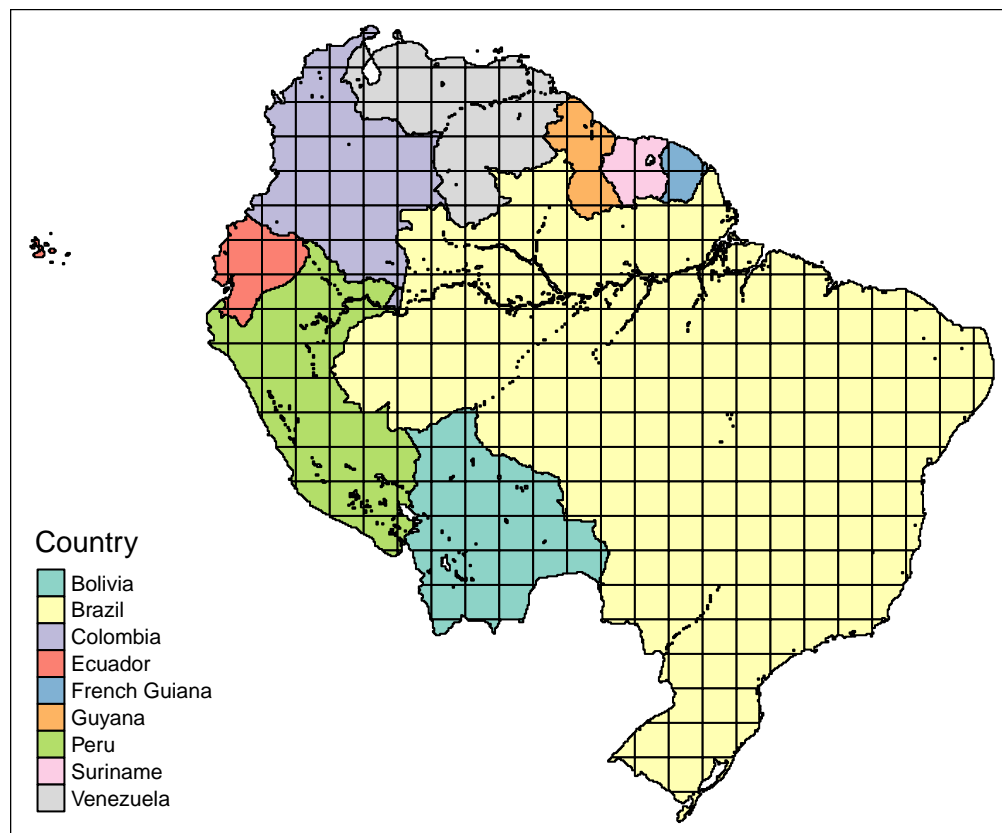 Country
Bolivia
Brazil
Colombia
Ecuador
French Guiana
Guyana
Peru
Suriname
Venezuela